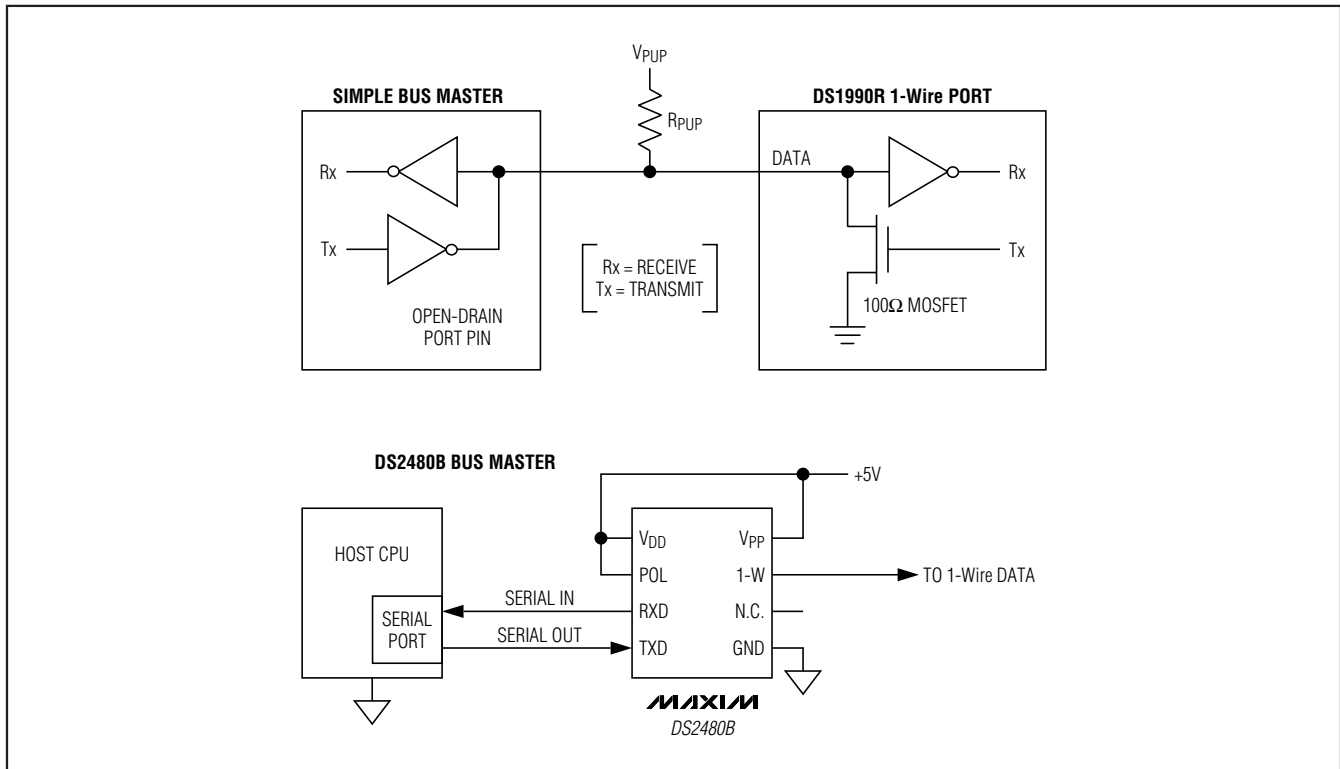 VPUP
SIMPLE BUS MASTER
DS1990R 1-Wire PORT
RPUP
DATA
Rx
Rx
Tx
Tx
Rx = RECEIVE
Tx = TRANSMIT
OPEN-DRAIN
PORT PIN
100Ω MOSFET
DS2480B BUS MASTER
+5V
HOST CPU
VDD
VPP
POL
1-W
TO 1-Wire DATA
SERIAL IN
RXD
N.C.
SERIAL
PORT
SERIAL OUT
TXD
GND
MAXIM
DS2480B